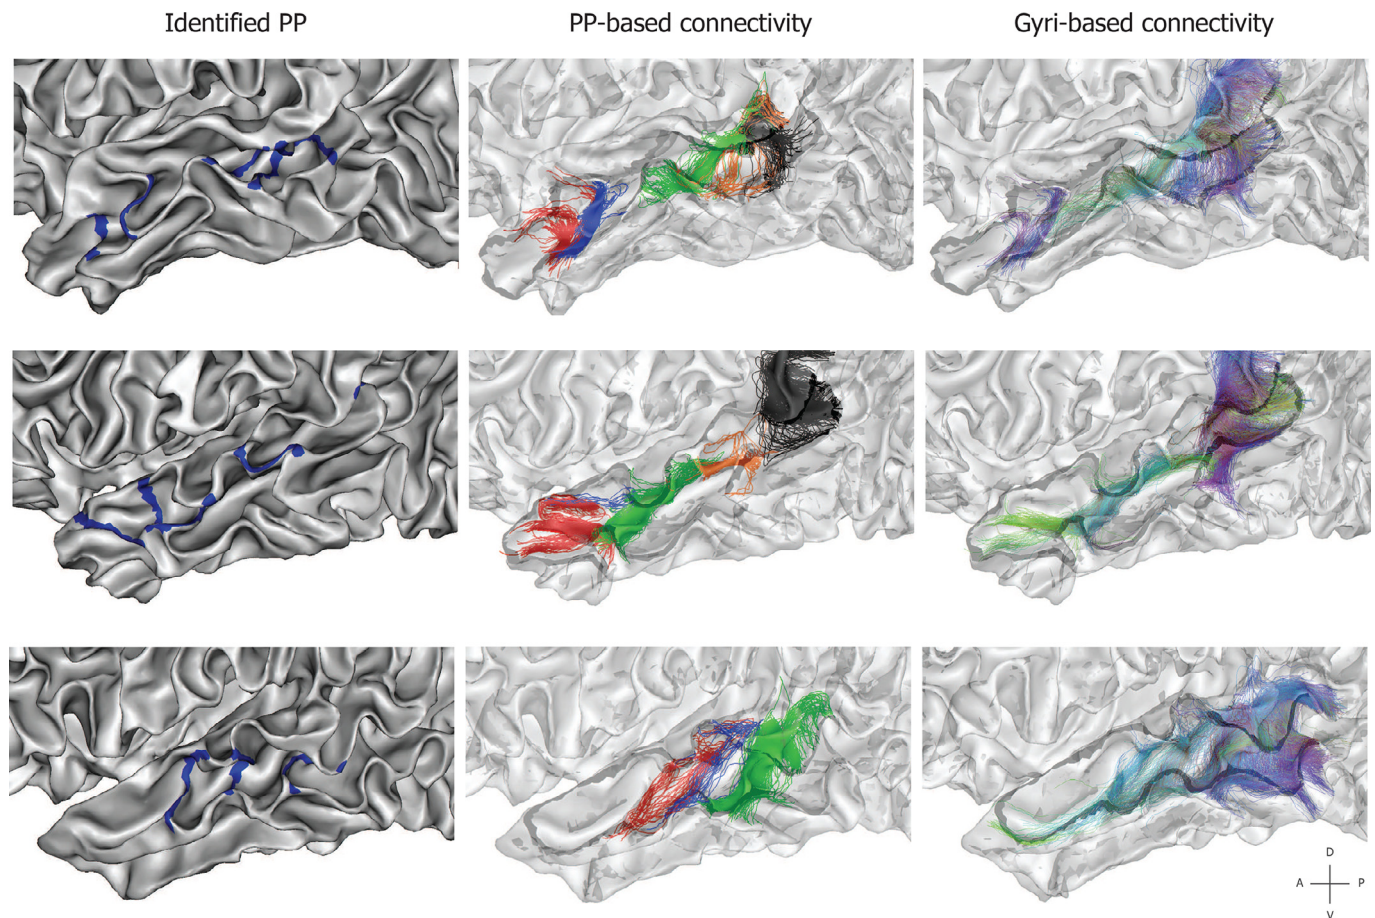 Identified PP
PP-based connectivity
Gyri-based connectivity
D
A
P
V